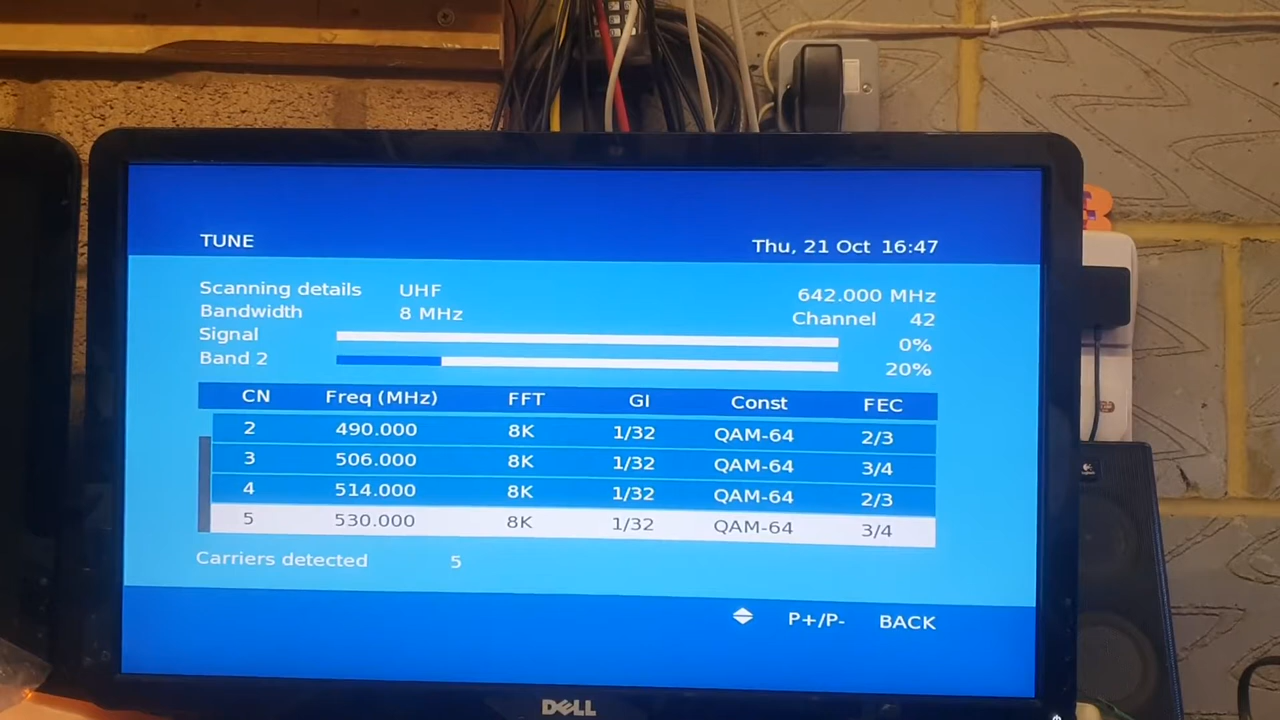 TUNE
Thu, 21 Oct 16:47
Scanning details UHF 642.000 MHz
Bandwidth 8 MHz Channel 42
Signal 0%
Band 2 20%
CN Freq (MHz) FFT GI Const FEC
2 490.000 8K 1/32 QAM-64 2/3
3 506.000 8K 1/32 QAM-64 3/4
4 514.000 8K 1/32 QAM-64 2/3
5 530.000 8K 1/32 QAM-64 3/4
Carriers detected 5
P+/P- BACK
DELL